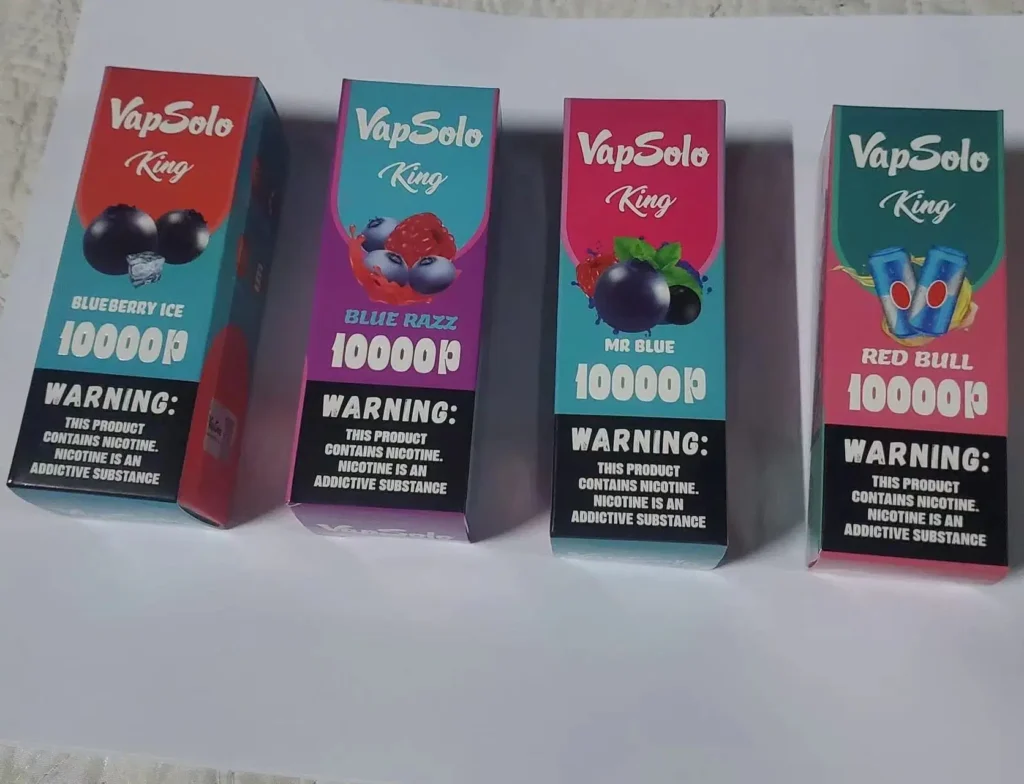 VapSolo
King
BLUEBERRY ICE
10000P
WARNING:
THIS PRODUCT
CONTAINS NICOTINE.
NICOTINE IS AN
ADDICTIVE SUBSTANCE
VapSolo
King
BLUE RAZZ
10000P
WARNING:
THIS PRODUCT
CONTAINS NICOTINE.
NICOTINE IS AN
ADDICTIVE SUBSTANCE
VapSolo
VapSolo
King
MR BLUE
10000P
WARNING:
THIS PRODUCT
CONTAINS NICOTINE.
NICOTINE IS AN
ADDICTIVE SUBSTANCE
VapSolo
King
RED BULL
10000P
WARNING:
THIS PRODUCT
CONTAINS NICOTINE.
NICOTINE IS AN
ADDICTIVE SUBSTANCE